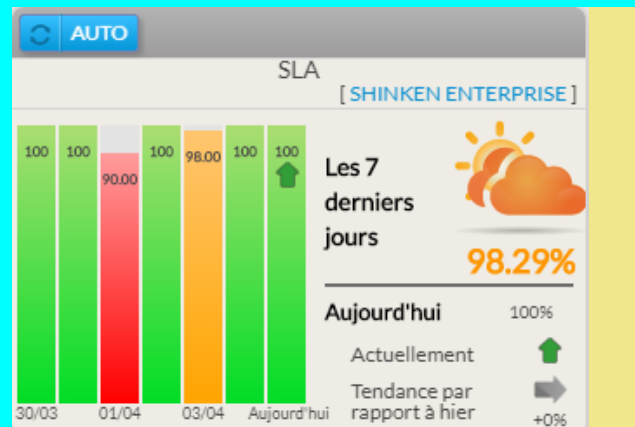 AUTO
SLA
[ SHINKEN ENTERPRISE ]
100 100 90.00 100 98.00 100 100
30/03 01/04 03/04 Aujourd'hui
Les 7
derniers
jours
98.29%
Aujourd'hui 100%
Actuellement
Tendance par
rapport à hier
+0%